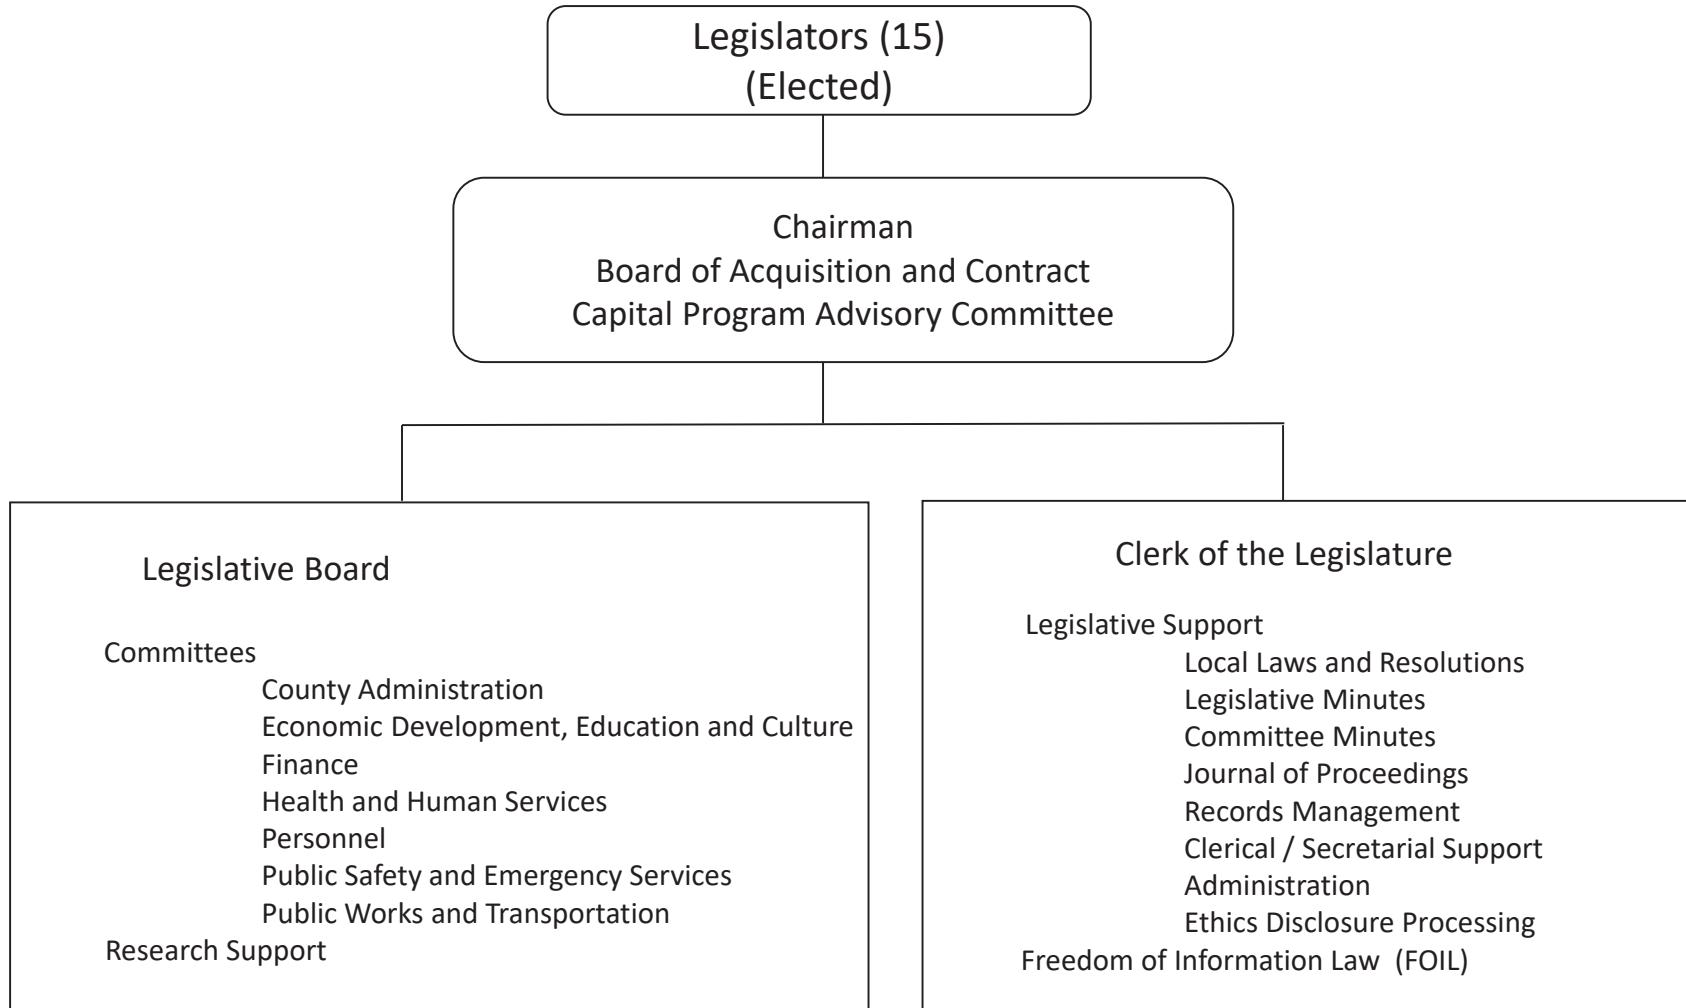 Legislators (15)
(Elected)
Chairman
Board of Acquisition and Contract
Capital Program Advisory Committee
Legislative Board
Committees
County Administration
Economic Development, Education and Culture
Finance
Health and Human Services
Personnel
Public Safety and Emergency Services
Public Works and Transportation
Research Support
Clerk of the Legislature
Legislative Support
Local Laws and Resolutions
Legislative Minutes
Committee Minutes
Journal of Proceedings
Records Management
Clerical / Secretarial Support
Administration
Ethics Disclosure Processing
Freedom of Information Law  (FOIL)